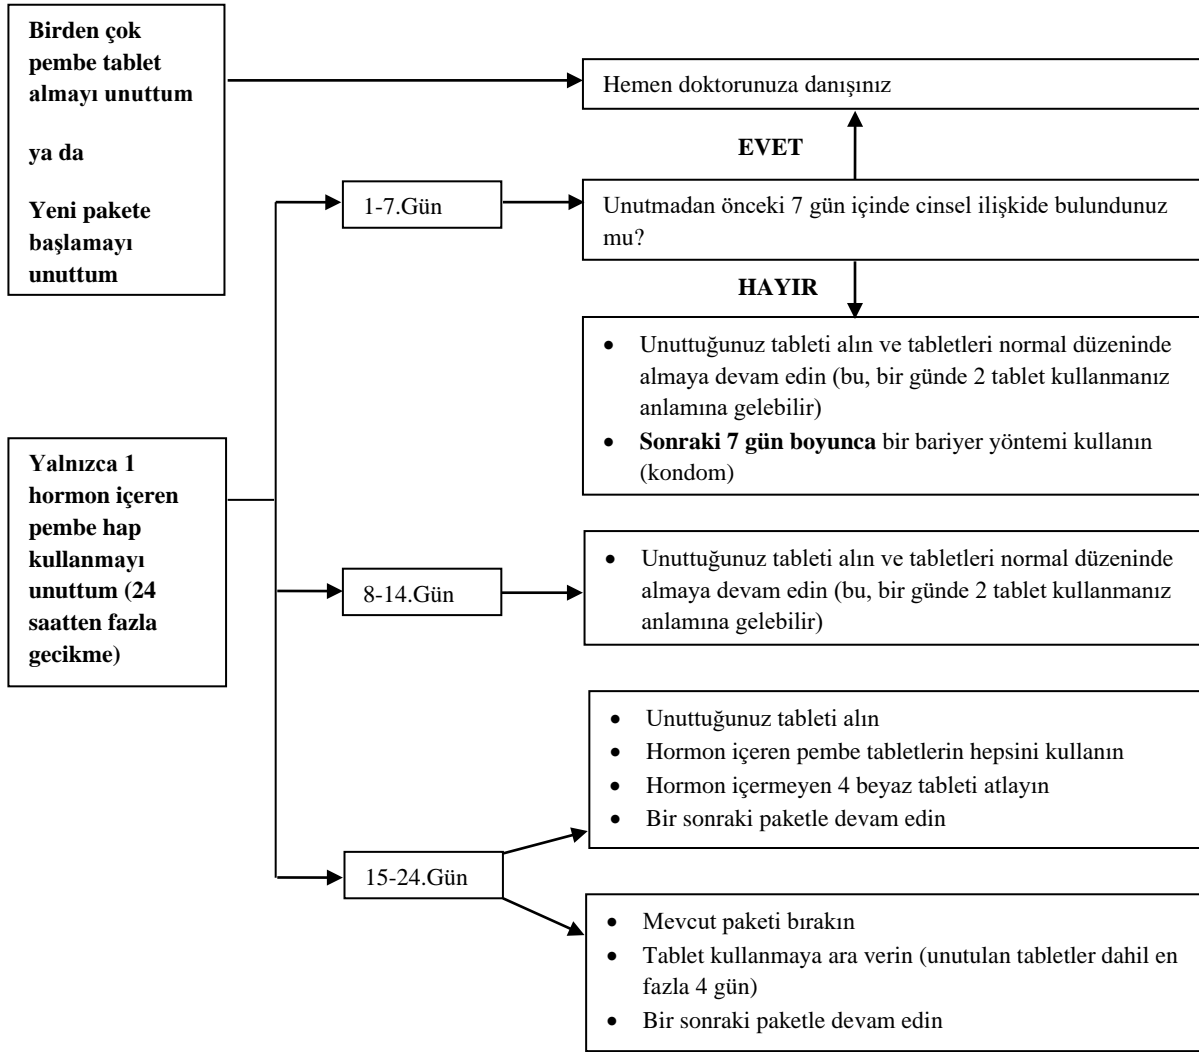 Birden çok
pembe tablet
almayı unuttum
ya da
Yeni pakete
başlamayı
unuttum
Hemen doktorunuza danışınız
EVET
1-7.Gün
Unutmadan önceki 7 gün içinde cinsel ilişkide bulundunuz
mu?
HAYIR
• Unuttuğunuz tableti alın ve tabletleri normal düzeninde
almaya devam edin (bu, bir günde 2 tablet kullanmanız
anlamına gelebilir)
• Sonraki 7 gün boyunca bir bariyer yöntemi kullanın
(kondom)
Yalnızca 1
hormon içeren
pembe hap
kullanmayı
unuttum (24
saatten fazla
gecikme)
8-14.Gün
• Unuttuğunuz tableti alın ve tabletleri normal düzeninde
almaya devam edin (bu, bir günde 2 tablet kullanmanız
anlamına gelebilir)
15-24.Gün
• Unuttuğunuz tableti alın
• Hormon içeren pembe tabletlerin hepsini kullanın
• Hormon içermeyen 4 beyaz tableti atlayın
• Bir sonraki paketle devam edin
• Mevcut paketi bırakın
• Tablet kullanmaya ara verin (unutulan tabletler dahil en
fazla 4 gün)
• Bir sonraki paketle devam edin